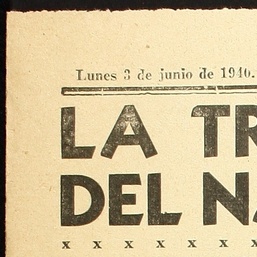 Lunes 3 de junio de 1940.
LA TR
DEL NA
x x x x x x x